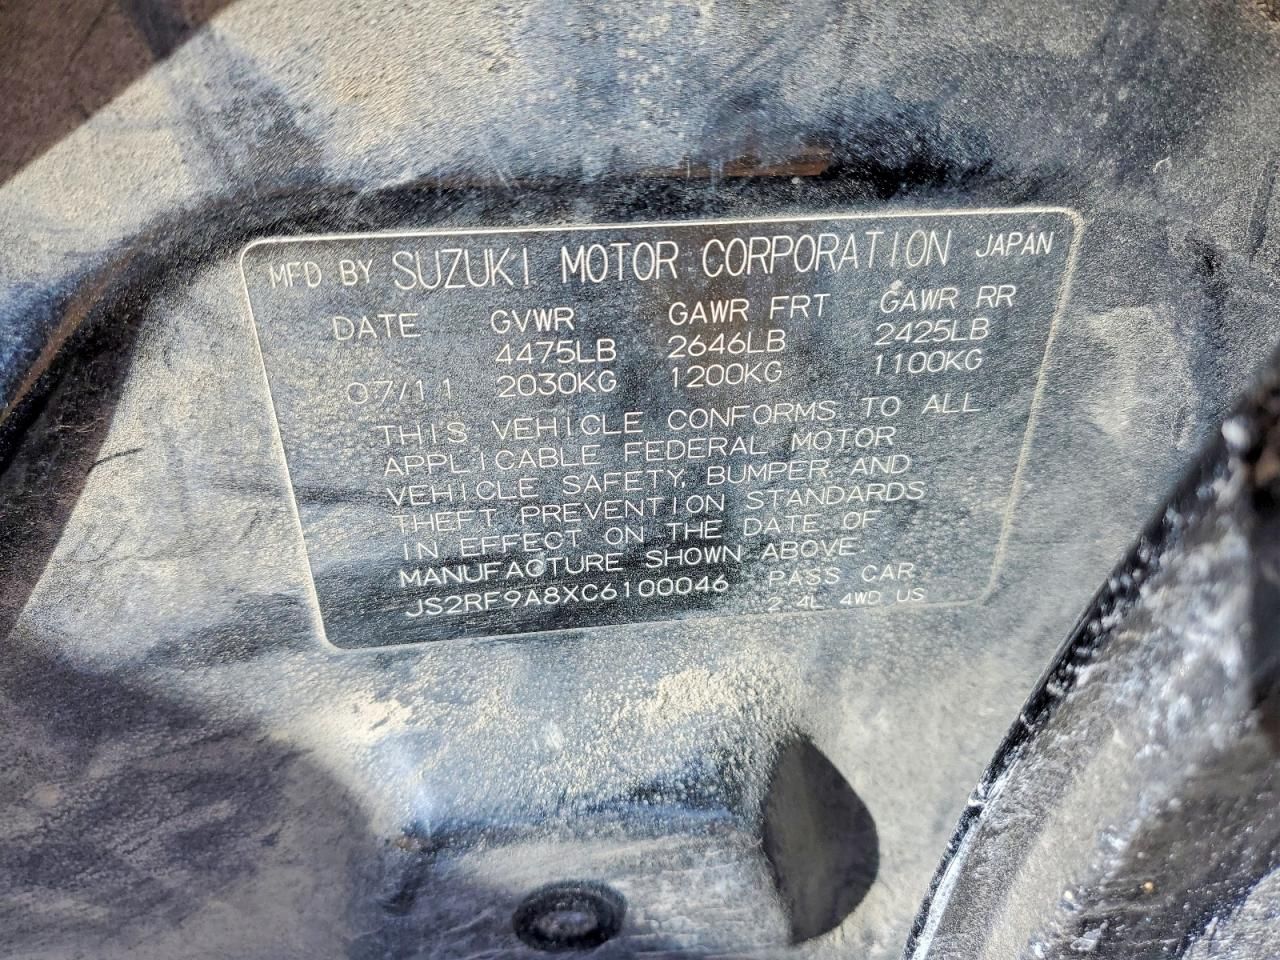 MFD BY SUZUKI MOTOR CORPORATION JAPAN
DATE GVWR GAWR FRT GAWR RR
4475LB 2646LB 2425LB
07/11 2030KG 1200KG 1100KG
THIS VEHICLE CONFORMS TO ALL
APPLICABLE FEDERAL MOTOR
VEHICLE SAFETY, BUMPER, AND
THEFT PREVENTION STANDARDS
IN EFFECT ON THE DATE OF
MANUFACTURE SHOWN ABOVE.
JS2RF9A8XC6100046 PASS CAR
2.4L 4WD US